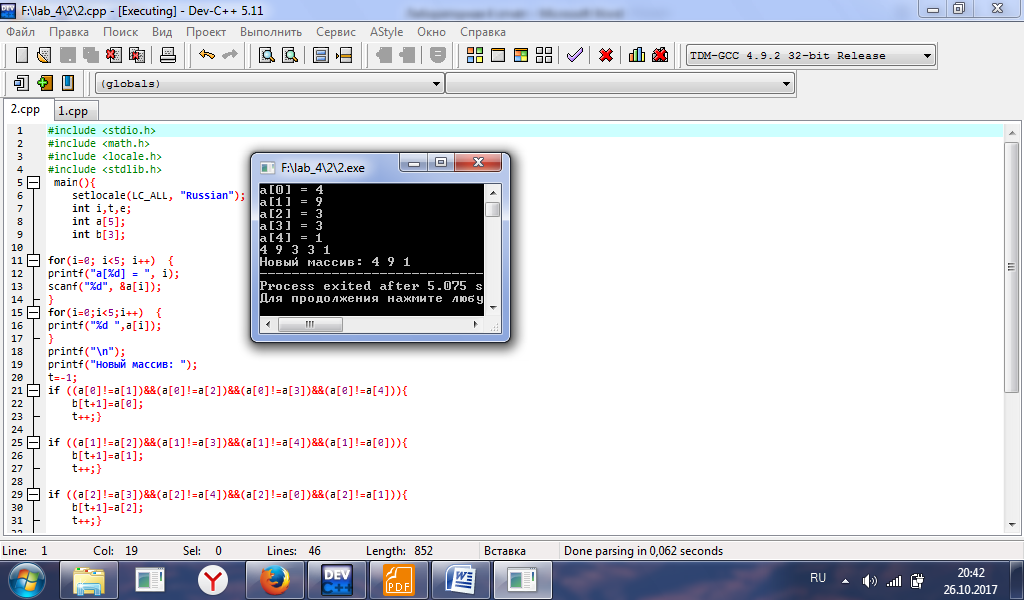 F:\lab_4\2\2.cpp - [Executing] - Dev-C++ 5.11
Файл Правка Поиск Вид Проект Выполнить Сервис AStyle Окно Справка
TDM-GCC 4.9.2 32-bit Release
(globals)
2.cpp 1.cpp
1 #include <stdio.h>
2 #include <math.h>
3 #include <locale.h>
4 #include <stdlib.h>
5 main(){
6 setlocale(LC_ALL, "Russian");
7 int i,t,e;
8 int a[5];
9 int b[3];
10
11 for(i=0; i<5; i++) {
12 printf("a[%d] = ", i);
13 scanf("%d", &a[i]);
14 }
15 for(i=0;i<5;i++) {
16 printf("%d ",a[i]);
17 }
18 printf("\n");
19 printf("Новый массив: ");
20 t=-1;
21 if ((a[0]!=a[1])&&(a[0]!=a[2])&&(a[0]!=a[3])&&(a[0]!=a[4])){
22 b[t+1]=a[0];
23 t++;}
24
25 if ((a[1]!=a[2])&&(a[1]!=a[3])&&(a[1]!=a[4])&&(a[1]!=a[0])){
26 b[t+1]=a[1];
27 t++;}
28
29 if ((a[2]!=a[3])&&(a[2]!=a[4])&&(a[2]!=a[0])&&(a[2]!=a[1])){
30 b[t+1]=a[2];
31 t++;}
F:\lab_4\2\2.exe
a[0] = 4
a[1] = 9
a[2] = 3
a[3] = 3
a[4] = 1
4 9 3 3 1
Новый массив: 4 9 1
--------------------------------
Process exited after 5.075 s
Для продолжения нажмите любу
Line: 1 Col: 19 Sel: 0 Lines: 46 Length: 852 Вставка Done parsing in 0,062 seconds
DEV C++ PDF W RU 20:42
26.10.2017